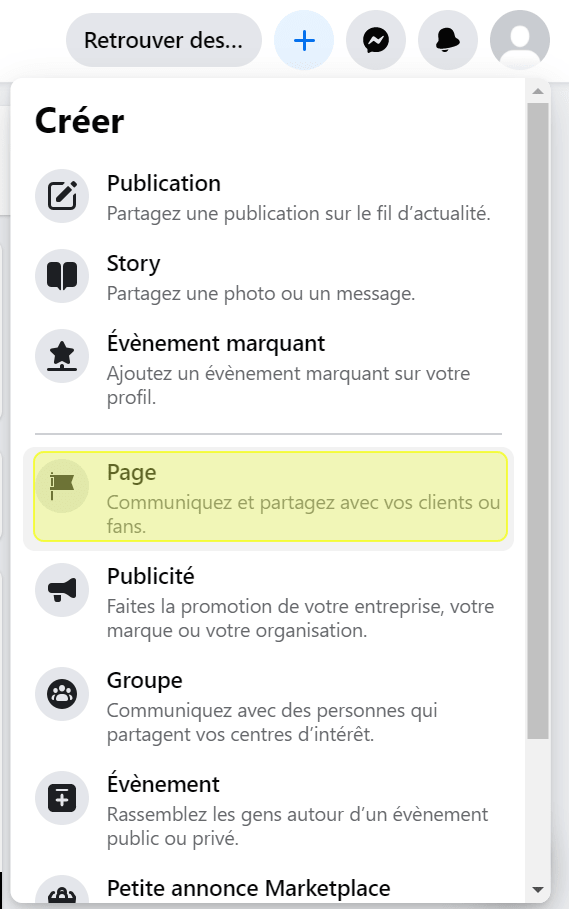 Retrouver des...
Créer
Publication
Partagez une publication sur le fil d’actualité.
Story
Partagez une photo ou un message.
Évènement marquant
Ajoutez un évènement marquant sur votre
profil.
Page
Communiquez et partagez avec vos clients ou
fans.
Publicité
Faites la promotion de votre entreprise, votre
marque ou votre organisation.
Groupe
Communiquez avec des personnes qui
partagent vos centres d’intérêt.
Évènement
Rassemblez les gens autour d’un évènement
public ou privé.
Petite annonce Marketplace